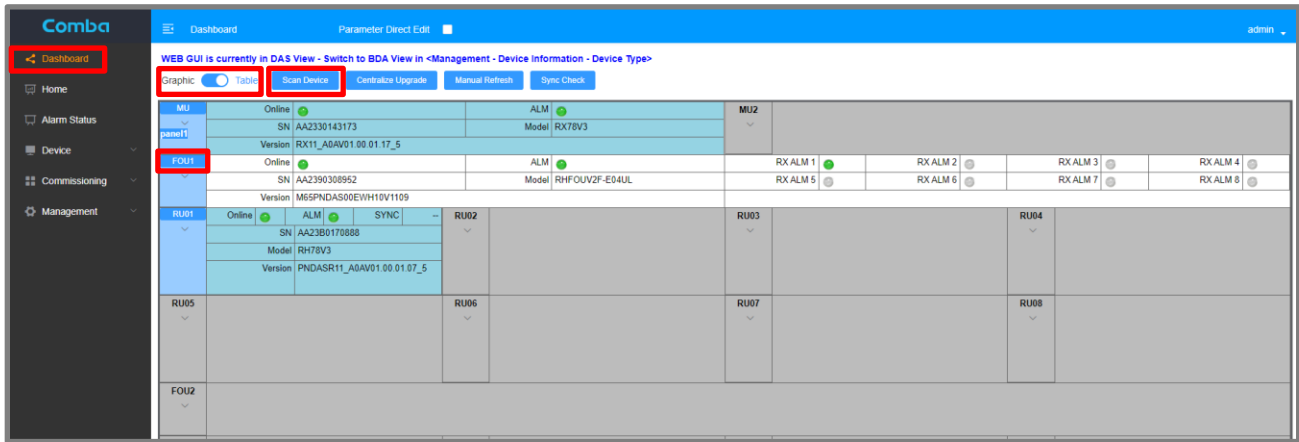 Comba
Dashboard Parameter Direct Edit admin
Dashboard
Home
Alarm Status
Device
Commissioning
Management
WEB GUI is currently in DAS View - Switch to BDA View in <Management - Device Information - Device Type>
Graphic Table Scan Device Centralize Upgrade Manual Refresh Sync Check
MU Online ALM MU2
panel1 SN AA2330143173 Model RX78V3
Version RX11_A0AV01.00.01.17_5
FOU1 Online ALM RX ALM 1 RX ALM 2 RX ALM 3 RX ALM 4
SN AA2390308952 Model RHFOUV2F-E04UL RX ALM 5 RX ALM 6 RX ALM 7 RX ALM 8
Version M65PNDAS00EWH10V1109
RU01 Online ALM SYNC -- RU02 RU03 RU04
SN AA23B0170888
Model RH78V3
Version PNDASR11_A0AV01.00.01.07_5
RU05 RU06 RU07 RU08
FOU2